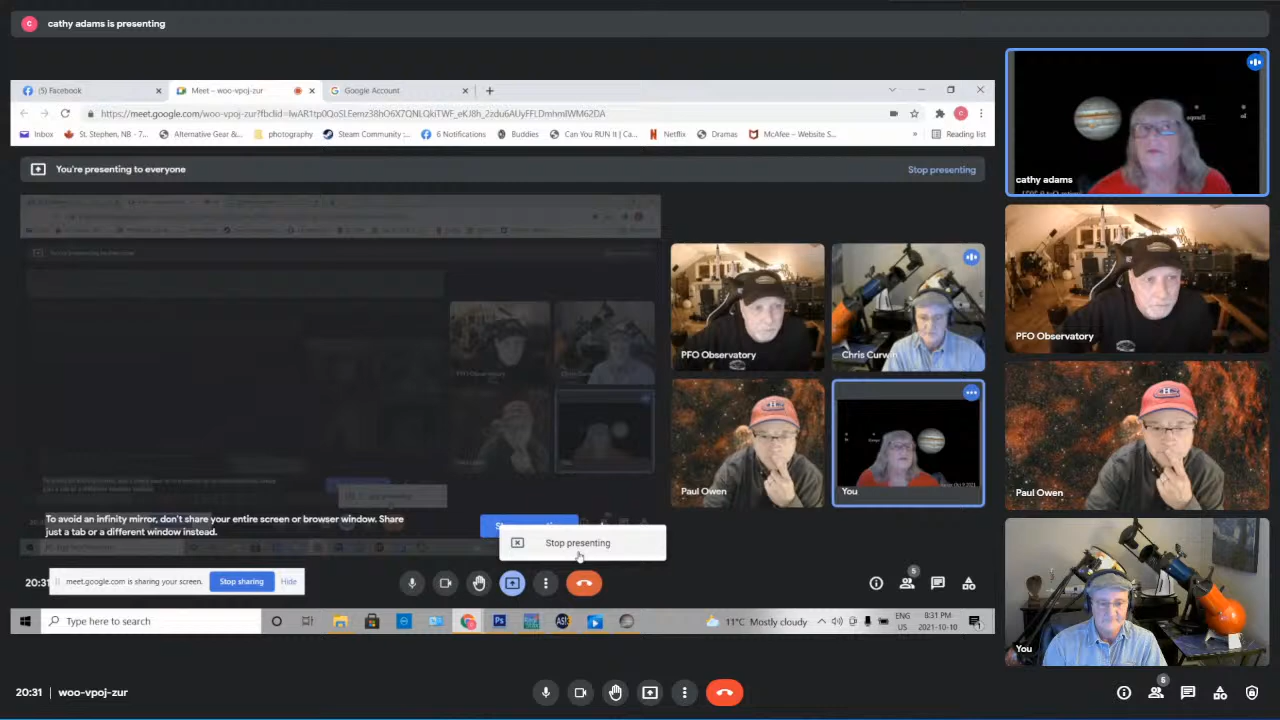 cathy adams is presenting
(5) Facebook
Meet – woo-vpoj-zur
Google Account
https://meet.google.com/woo-vpoj-zur?fbclid=
Inbox
St. Stephen, NB - 7...
Alternative Gear &...
photography
Steam Community :...
6 Notifications
Buddies
Can You RUN It | Ca...
Netflix
Dramas
McAfee – Website S...
»
Reading list
You're presenting to everyone
Stop presenting
cathy adams
PFO Observatory
Chris Curwin
PFO Observatory
Paul Owen
You
Paul Owen
To avoid an infinity mirror, don't share your entire screen or browser window. Share
just a tab or a different window instead.
Stop presenting
20:31
meet.google.com is sharing your screen.
Stop sharing
Hide
5
Type here to search
11°C Mostly cloudy
ENG
US
8:31 PM
2021-10-10
You
20:31 | woo-vpoj-zur